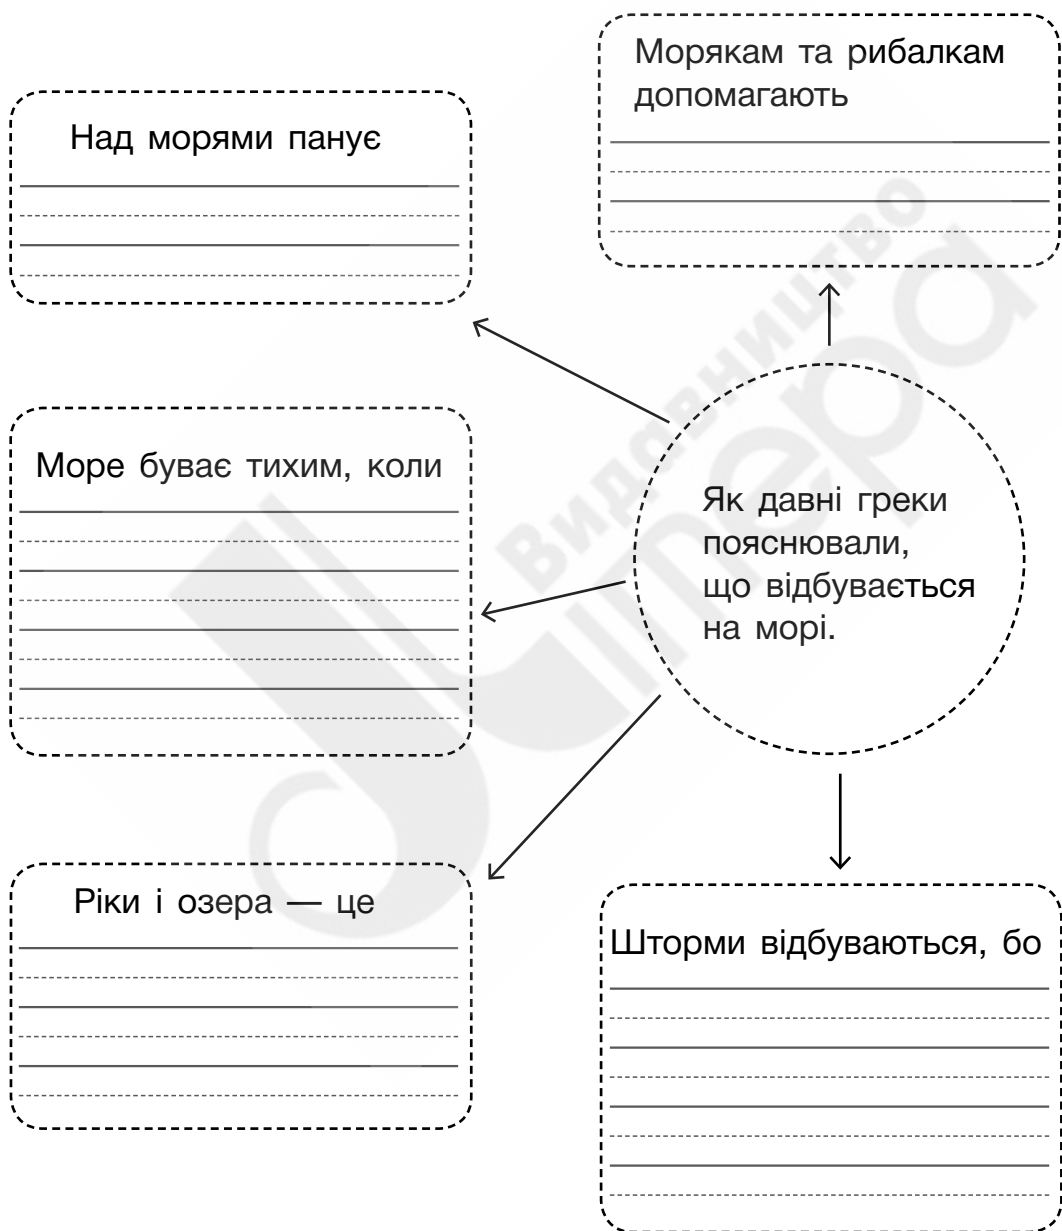 Морякам та рибалкам
допомагають
Над морями панує
Море буває тихим, коли
Як давні греки
пояснювали,
що відбувається
на морі.
Ріки і озера — це
Шторми відбуваються, бо
Видавництво
Літера